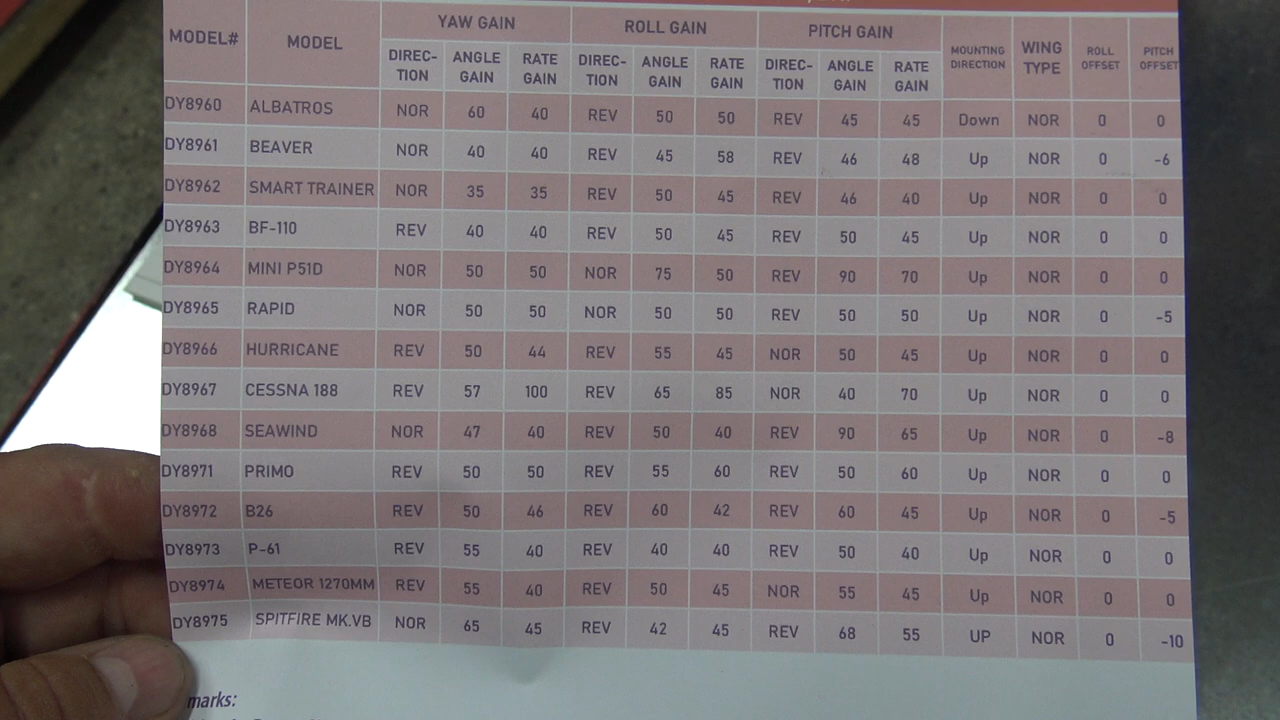 YAW GAIN ROLL GAIN PITCH GAIN
MODEL# MODEL DIREC-TION ANGLE GAIN RATE GAIN DIREC-TION ANGLE GAIN RATE GAIN DIREC-TION ANGLE GAIN RATE GAIN MOUNTING DIRECTION WING TYPE ROLL OFFSET PITCH OFFSET
DY8960 ALBATROS NOR 60 40 REV 50 50 REV 45 45 Down NOR 0 0
DY8961 BEAVER NOR 40 40 REV 45 58 REV 46 48 Up NOR 0 -6
DY8962 SMART TRAINER NOR 35 35 REV 50 45 REV 46 40 Up NOR 0 0
DY8963 BF-110 REV 40 40 REV 50 45 REV 50 45 Up NOR 0 0
DY8964 MINI P51D NOR 50 50 NOR 75 50 REV 90 70 Up NOR 0 0
DY8965 RAPID NOR 50 50 NOR 50 50 REV 50 50 Up NOR 0 -5
DY8966 HURRICANE REV 50 44 REV 55 45 NOR 50 45 Up NOR 0 0
DY8967 CESSNA 188 REV 57 100 REV 65 85 NOR 40 70 Up NOR 0 0
DY8968 SEAWIND NOR 47 40 REV 50 40 REV 90 65 Up NOR 0 -8
DY8971 PRIMO REV 50 50 REV 55 60 REV 50 60 Up NOR 0 0
DY8972 B26 REV 50 46 REV 60 42 REV 60 45 Up NOR 0 -5
DY8973 P-61 REV 55 40 REV 40 40 REV 50 40 Up NOR 0 0
DY8974 METEOR 1270MM REV 55 40 REV 50 45 NOR 55 45 Up NOR 0 0
DY8975 SPITFIRE MK.VB NOR 65 45 REV 42 45 REV 68 55 UP NOR 0 -10
marks: